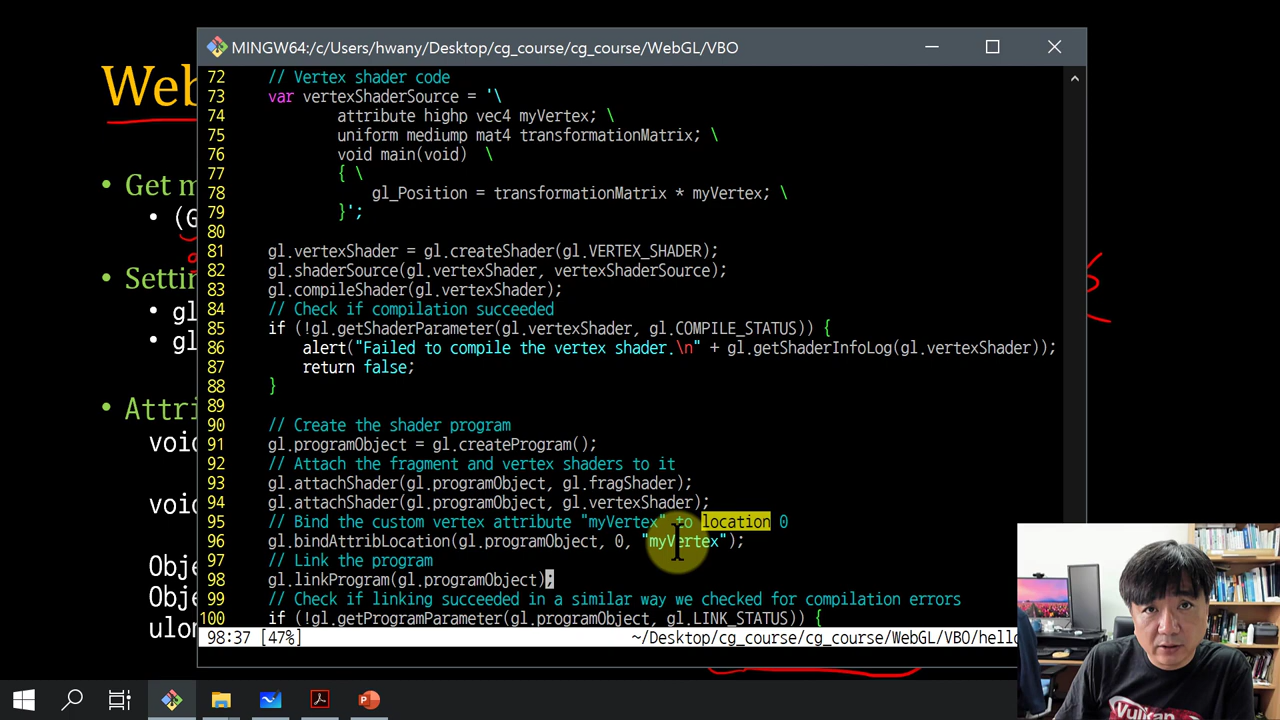 MINGW64:/c/Users/hwany/Desktop/cg_course/cg_course/WebGL/VBO
Web
• Get m
• (G
• Settin
• gl
• gl
• Attri
voi
voi
Obje
Obje
ulon
72 // Vertex shader code
73 var vertexShaderSource = '\
74 attribute highp vec4 myVertex; \
75 uniform mediump mat4 transformationMatrix; \
76 void main(void) \
77 { \
78 gl_Position = transformationMatrix * myVertex; \
79 }';
80
81 gl.vertexShader = gl.createShader(gl.VERTEX_SHADER);
82 gl.shaderSource(gl.vertexShader, vertexShaderSource);
83 gl.compileShader(gl.vertexShader);
84 // Check if compilation succeeded
85 if (!gl.getShaderParameter(gl.vertexShader, gl.COMPILE_STATUS)) {
86 alert("Failed to compile the vertex shader.\n" + gl.getShaderInfoLog(gl.vertexShader));
87 return false;
88 }
89
90 // Create the shader program
91 gl.programObject = gl.createProgram();
92 // Attach the fragment and vertex shaders to it
93 gl.attachShader(gl.programObject, gl.fragShader);
94 gl.attachShader(gl.programObject, gl.vertexShader);
95 // Bind the custom vertex attribute "myVertex" to location 0
96 gl.bindAttribLocation(gl.programObject, 0, "myVertex");
97 // Link the program
98 gl.linkProgram(gl.programObject);
99 // Check if linking succeeded in a similar way we checked for compilation errors
100 if (!gl.getProgramParameter(gl.programObject, gl.LINK_STATUS)) {
98:37 [47%] ~/Desktop/cg_course/cg_course/WebGL/VBO/hello